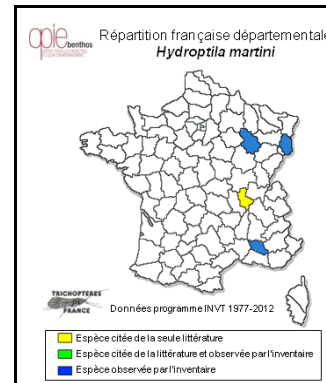 opie/benthos
Répartition française départementale
Hydroptila martini
TRICHOPTERES
DE
FRANCE
Données programme INVT 1977-2012
Espèce citée de la seule littérature
Espèce citée de la littérature et observée par l'inventaire
Espèce observée par l'inventaire